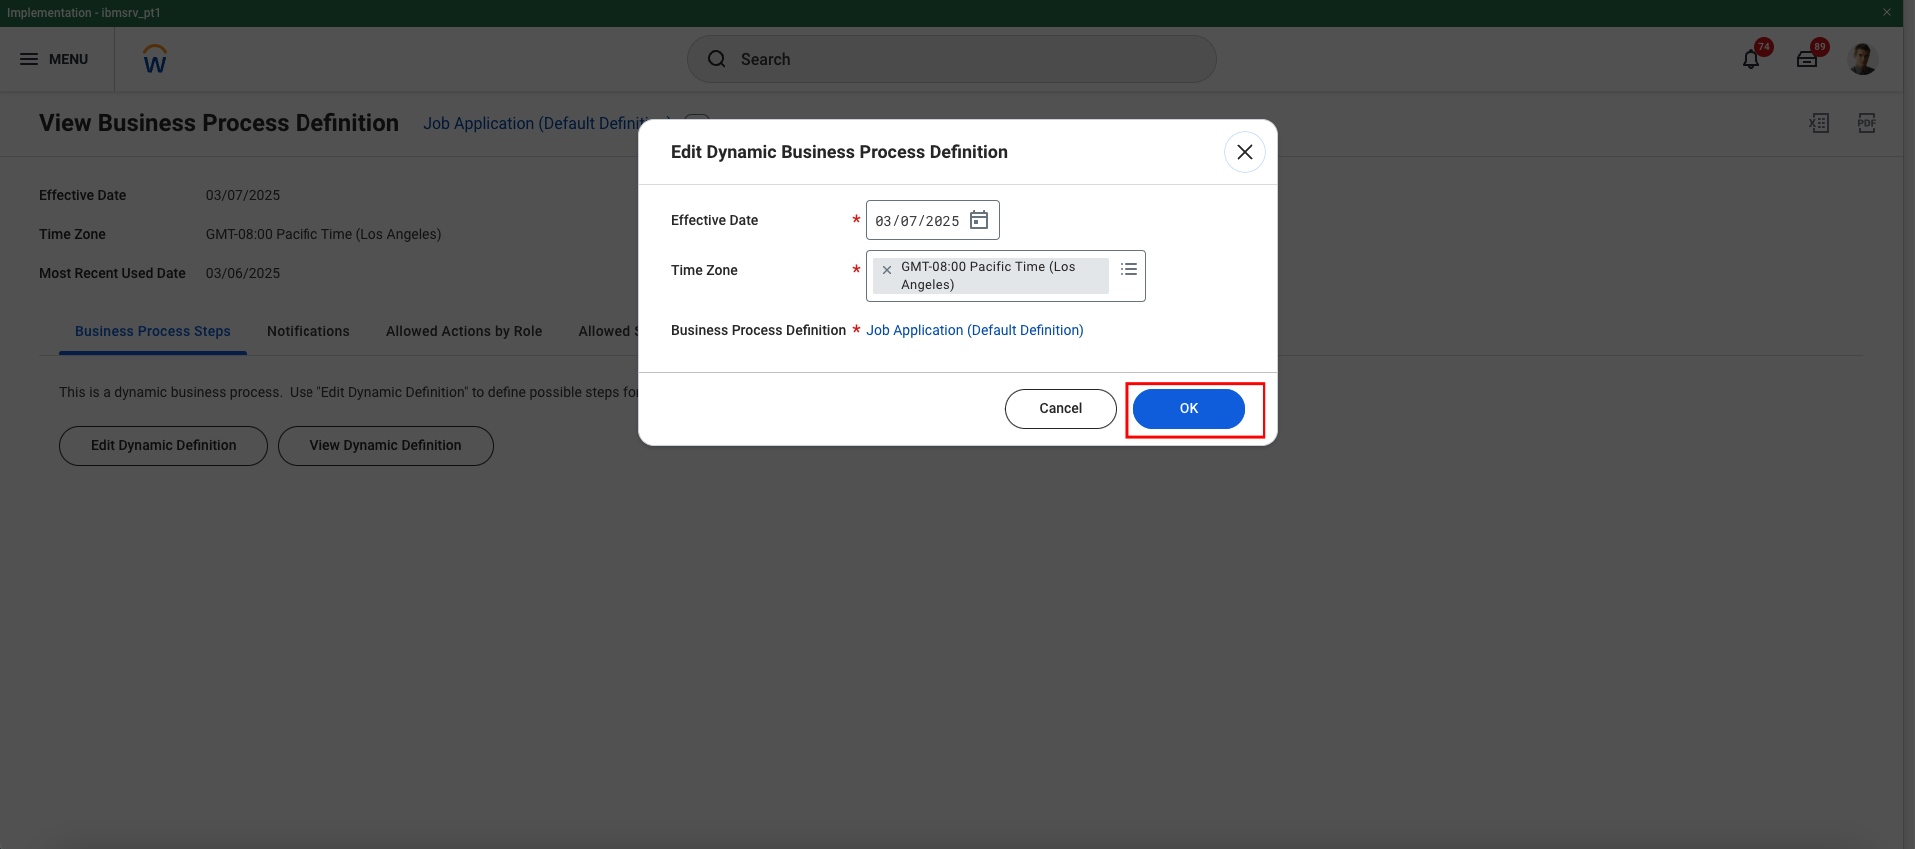 Implementation - ibmsrv_pt1
MENU
Search
74
89
View Business Process Definition Job Application (Default Definiti
PDF
Effective Date 03/07/2025
Time Zone GMT-08:00 Pacific Time (Los Angeles)
Most Recent Used Date 03/06/2025
Business Process Steps Notifications Allowed Actions by Role Allowed S
This is a dynamic business process. Use "Edit Dynamic Definition" to define possible steps for
Edit Dynamic Definition View Dynamic Definition
Edit Dynamic Business Process Definition
Effective Date * 03/07/2025
Time Zone * GMT-08:00 Pacific Time (Los
Angeles)
Business Process Definition * Job Application (Default Definition)
Cancel OK